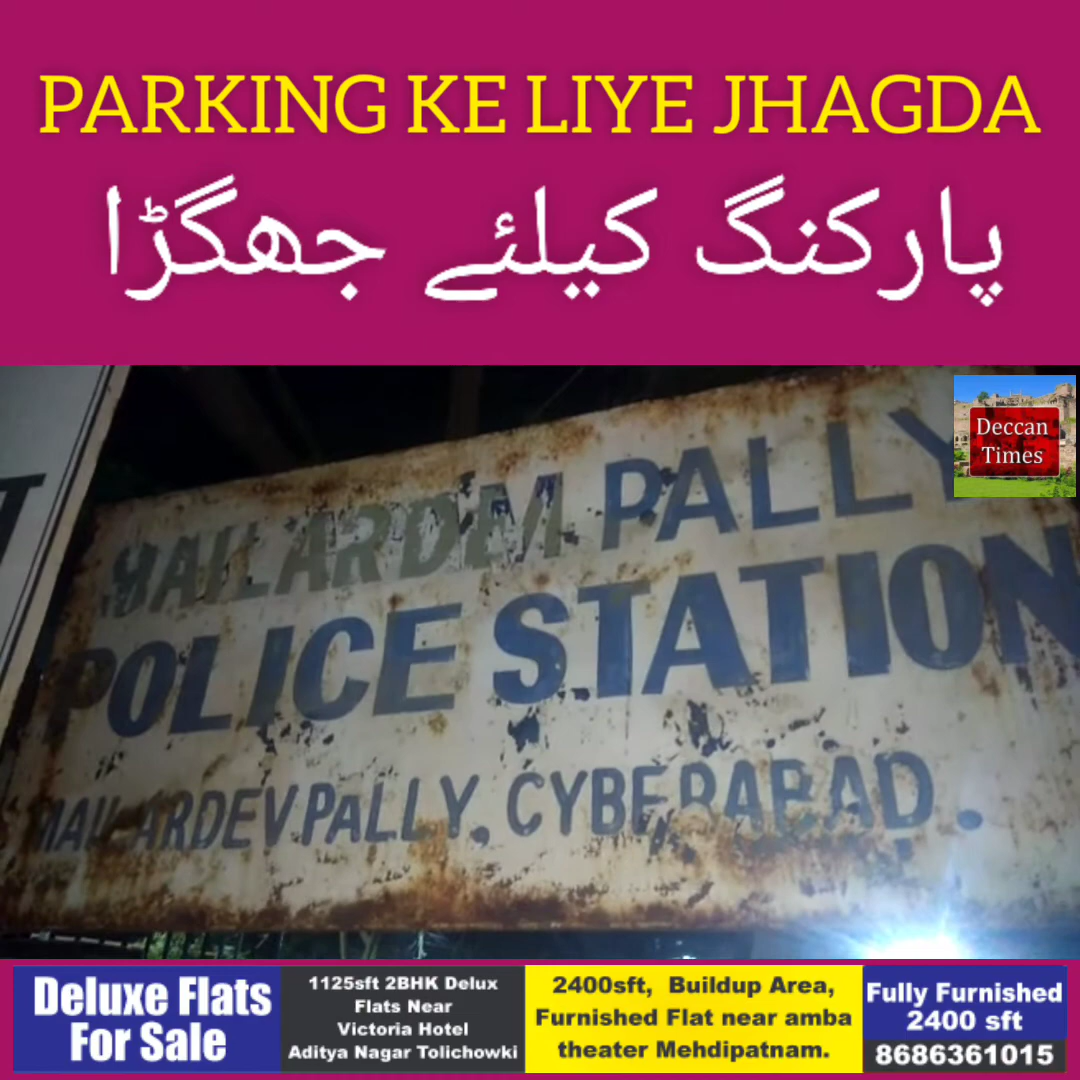 PARKING KE LIYE JHAGDA
پارکنگ کیلئے جھگڑا
Deccan
Times
PALLY
POLICE STATION
MAILARDEV.PALLY, CYBERABAD.
Deluxe Flats
For Sale
1125sft 2BHK Delux
Flats Near
Victoria Hotel
Aditya Nagar Tolichowki
2400sft, Buildup Area,
Furnished Flat near amba
theater Mehdipatnam.
Fully Furnished
2400 sft
8686361015